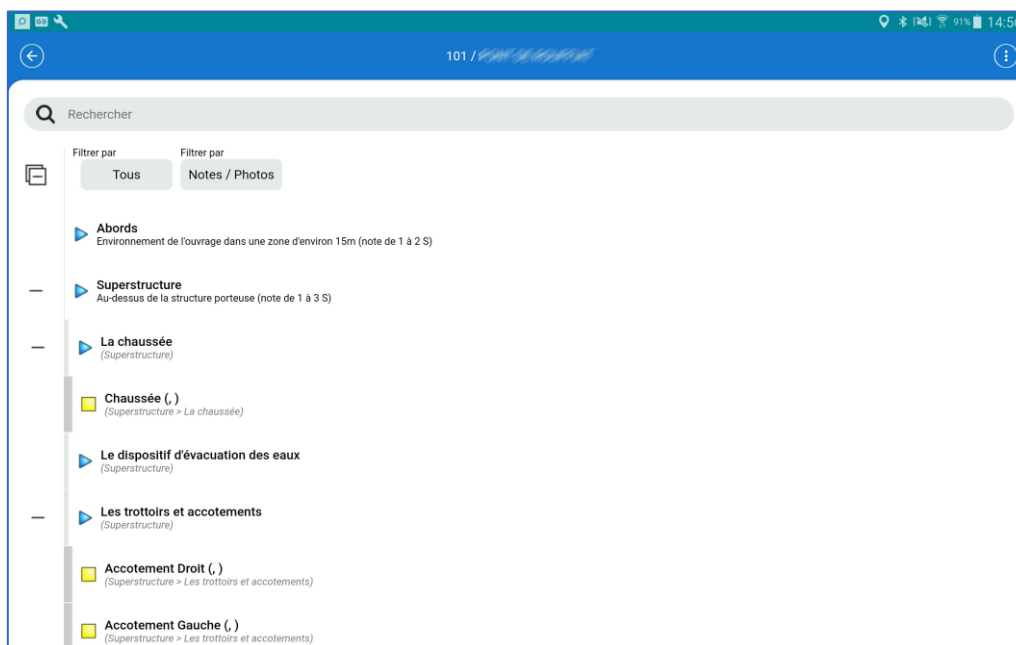 91% 14:50
101 /
Rechercher
Filtrer par Filtrer par
Tous Notes / Photos
Abords
Environnement de l'ouvrage dans une zone d'environ 15m (note de 1 à 2 S)
Superstructure
Au-dessus de la structure porteuse (note de 1 à 3 S)
La chaussée
(Superstructure)
Chaussée (, )
(Superstructure > La chaussée)
Le dispositif d'évacuation des eaux
(Superstructure)
Les trottoirs et accotements
(Superstructure)
Accotement Droit (, )
(Superstructure > Les trottoirs et accotements)
Accotement Gauche (, )
(Superstructure > Les trottoirs et accotements)